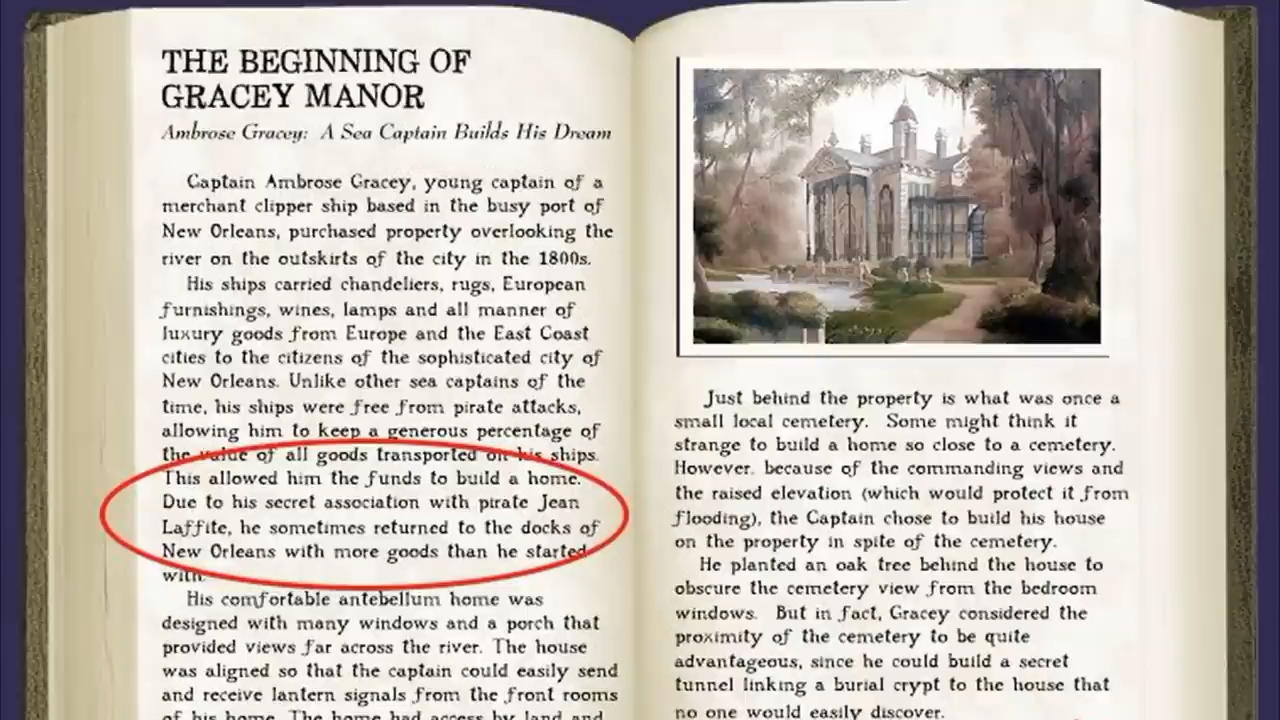 THE BEGINNING OF
GRACEY MANOR
Ambrose Gracey: A Sea Captain Builds His Dream
Captain Ambrose Gracey, young captain of a
merchant clipper ship based in the busy port of
New Orleans, purchased property overlooking the
river on the outskirts of the city in the 1800s.
His ships carried chandeliers, rugs, European
furnishings, wines, lamps and all manner of
luxury goods from Europe and the East Coast
cities to the citizens of the sophisticated city of
New Orleans. Unlike other sea captains of the
time, his ships were free from pirate attacks,
allowing him to keep a generous percentage of
the value of all goods transported on his ships.
This allowed him the funds to build a home.
Due to his secret association with pirate Jean
Laffite, he sometimes returned to the docks of
New Orleans with more goods than he started
with.
His comfortable antebellum home was
designed with many windows and a porch that
provided views far across the river. The house
was aligned so that the captain could easily send
and receive lantern signals from the front rooms
of his home. The home had access by land and
Just behind the property is what was once a
small local cemetery. Some might think it
strange to build a home so close to a cemetery.
However, because of the commanding views and
the raised elevation (which would protect it from
flooding), the Captain chose to build his house
on the property in spite of the cemetery.
He planted an oak tree behind the house to
obscure the cemetery view from the bedroom
windows. But in fact, Gracey considered the
proximity of the cemetery to be quite
advantageous, since he could build a secret
tunnel linking a burial crypt to the house that
no one would easily discover.